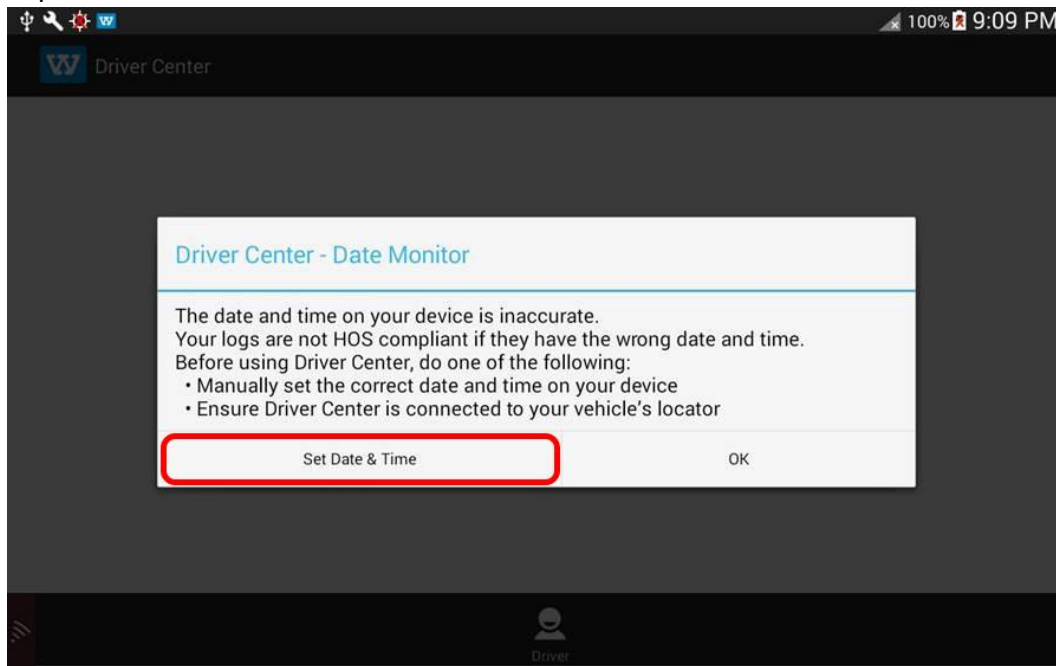 100% 9:09 PM
W Driver Center
Driver Center - Date Monitor
The date and time on your device is inaccurate.
Your logs are not HOS compliant if they have the wrong date and time.
Before using Driver Center, do one of the following:
• Manually set the correct date and time on your device
• Ensure Driver Center is connected to your vehicle's locator
Set Date & Time OK
Driver